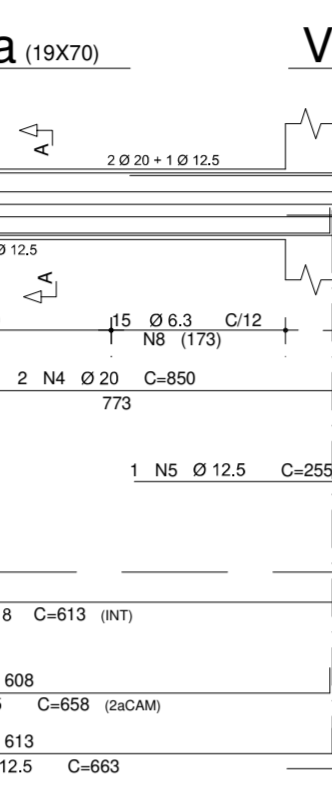 a (19X70) V
A
2 Ø 20 + 1 Ø 12.5
Ø 12.5
A
15 Ø 6.3 C/12
N8 (173)
2 N4 Ø 20 C=850
773
1 N5 Ø 12.5 C=255
8 C=613 (INT)
608
C=658 (2aCAM)
613
12.5 C=663